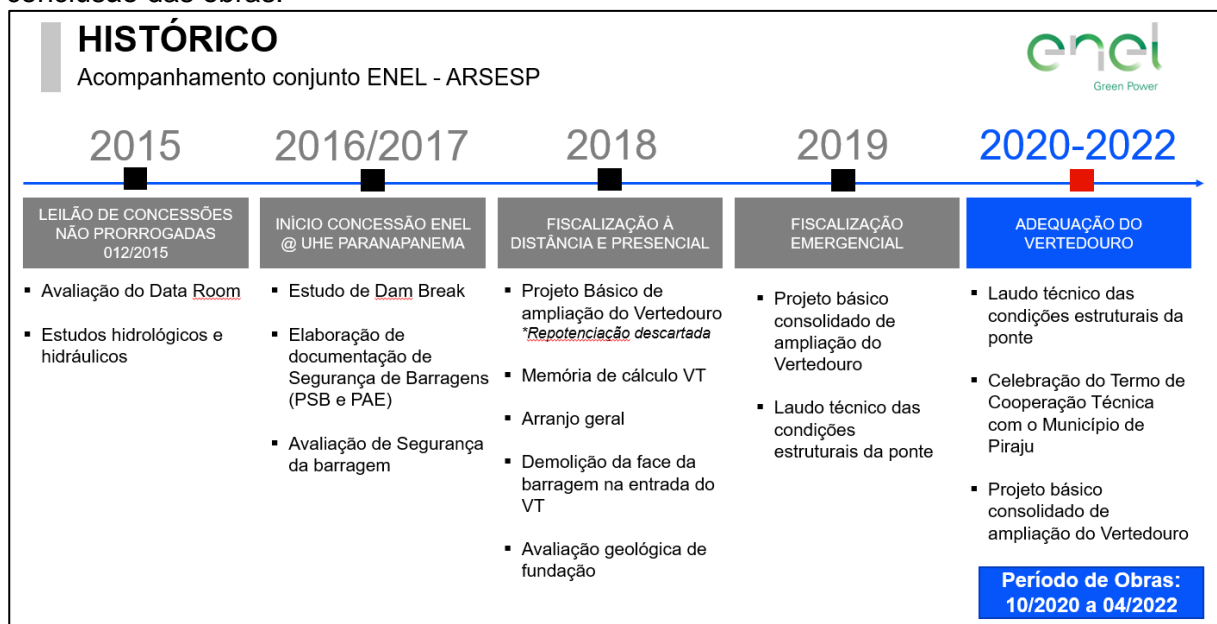 conclusão das obras.
HISTÓRICO
Acompanhamento conjunto ENEL - ARSESP
enel
Green Power
2015
LEILÃO DE CONCESSÕES
NÃO PRORROGADAS
012/2015
▪ Avaliação do Data Room
▪ Estudos hidrológicos e
hidráulicos
2016/2017
INÍCIO CONCESSÃO ENEL
@ UHE PARANAPANEMA
▪ Estudo de Dam Break
▪ Elaboração de
documentação de
Segurança de Barragens
(PSB e PAE)
▪ Avaliação de Segurança
da barragem
2018
FISCALIZAÇÃO À
DISTÂNCIA E PRESENCIAL
▪ Projeto Básico de
ampliação do Vertedouro
*Repotenciação descartada
▪ Memória de cálculo VT
▪ Arranjo geral
▪ Demolição da face da
barragem na entrada do
VT
▪ Avaliação geológica de
fundação
2019
FISCALIZAÇÃO
EMERGENCIAL
▪ Projeto básico
consolidado de
ampliação do
Vertedouro
▪ Laudo técnico das
condições
estruturais da ponte
2020-2022
ADEQUAÇÃO DO
VERTEDOURO
▪ Laudo técnico das
condições estruturais da
ponte
▪ Celebração do Termo de
Cooperação Técnica
com o Município de
Piraju
▪ Projeto básico
consolidado de
ampliação do Vertedouro
Período de Obras:
10/2020 a 04/2022